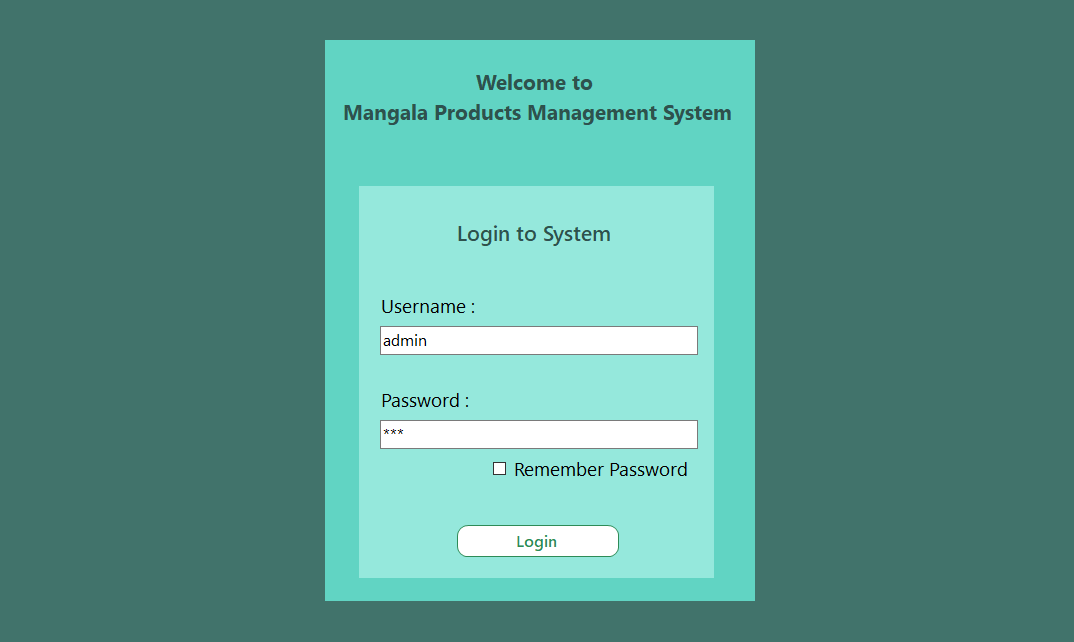 Welcome to
Mangala Products Management System
Login to System
Username :
admin
Password :
***
Remember Password
Login